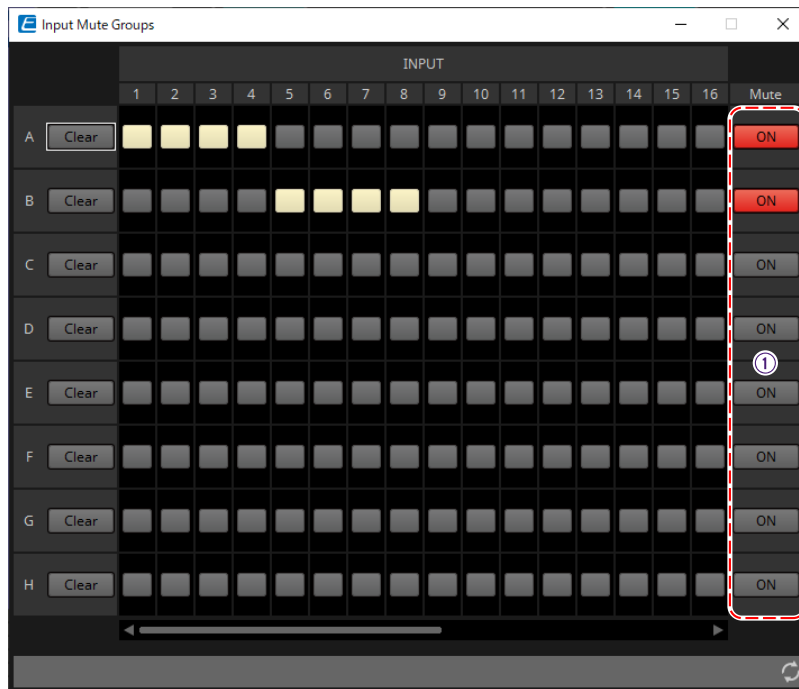 E Input Mute Groups
INPUT
1 2 3 4 5 6 7 8 9 10 11 12 13 14 15 16 Mute
A Clear ON
B Clear ON
C Clear ON
D Clear ON
①
E Clear ON
F Clear ON
G Clear ON
H Clear ON